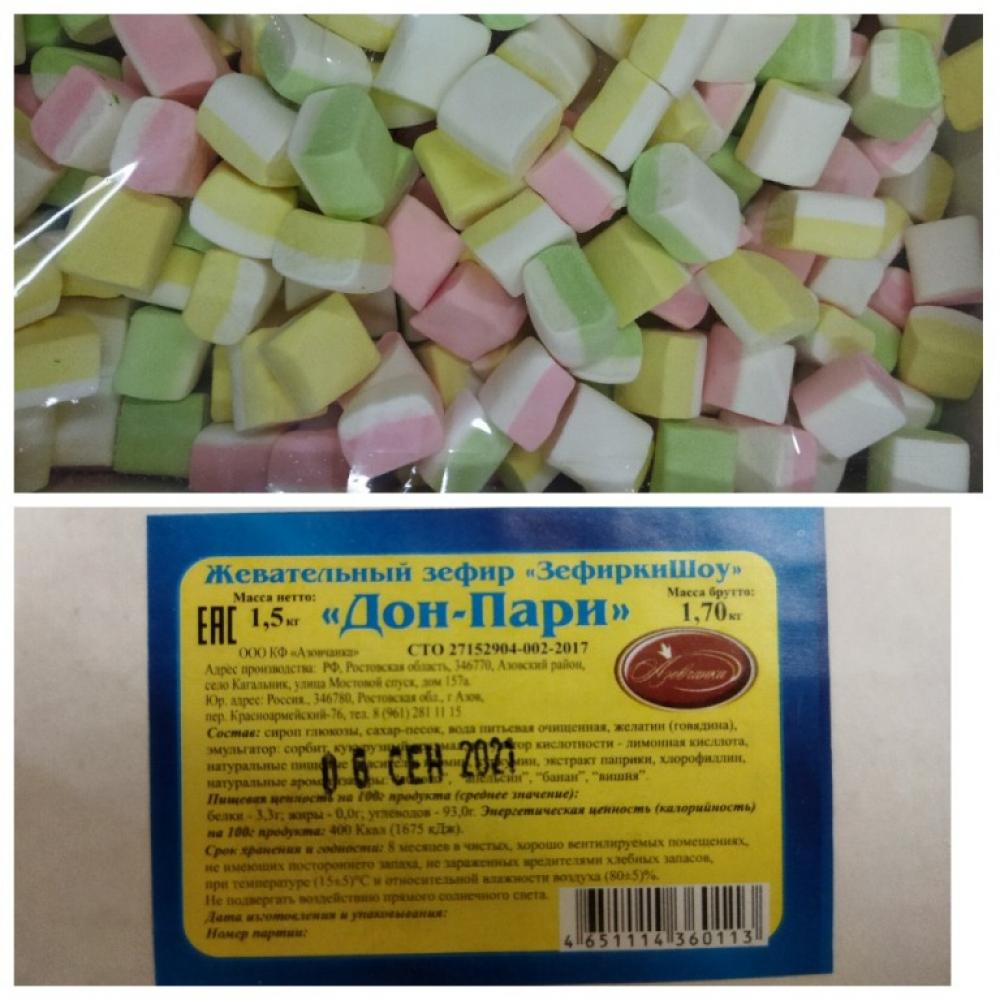 Жевательный зефир «ЗефиркиШоу»
Масса нетто:
1,5 кг
«Дон-Пари»
Масса брутто:
1,70 кг
EAC
ООО КФ «Азовчанка»
СТО 27152904-002-2017
Азовчанка
Адрес производства: РФ, Ростовская область, 346770, Азовский район,
село Кагальник, улица Мостовой спуск, дом 157а.
Юр. адрес: Россия., 346780, Ростовская обл., г Азов,
пер. Красноармейский-76, тел. 8 (961) 281 11 15
Состав: сироп глюкозы, сахар-песок, вода питьевая очищенная, желатин (говядина),
эмульгатор: сорбит, кислотности - лимонная кислота,
натуральные экстракт паприки, хлорофиллин,
натуральные "апельсин", "банан", "вишня".
06 СЕН 2021
Пищевая ценность на 100г продукта (среднее значение):
белки - 3,3г; жиры - 0,0г; углеводов - 93,0г. Энергетическая ценность (калорийность)
на 100г продукта: 400 Ккал (1675 кДж).
Срок хранения и годности: 8 месяцев в чистых, хорошо вентилируемых помещениях,
не имеющих постороннего запаха, не зараженных вредителями хлебных запасов,
при температуре (15±5)°С и относительной влажности воздуха (80±5)%.
Не подвергать воздействию прямого солнечного света.
Дата изготовления и упаковывания:
Номер партии:
4 651114 360113